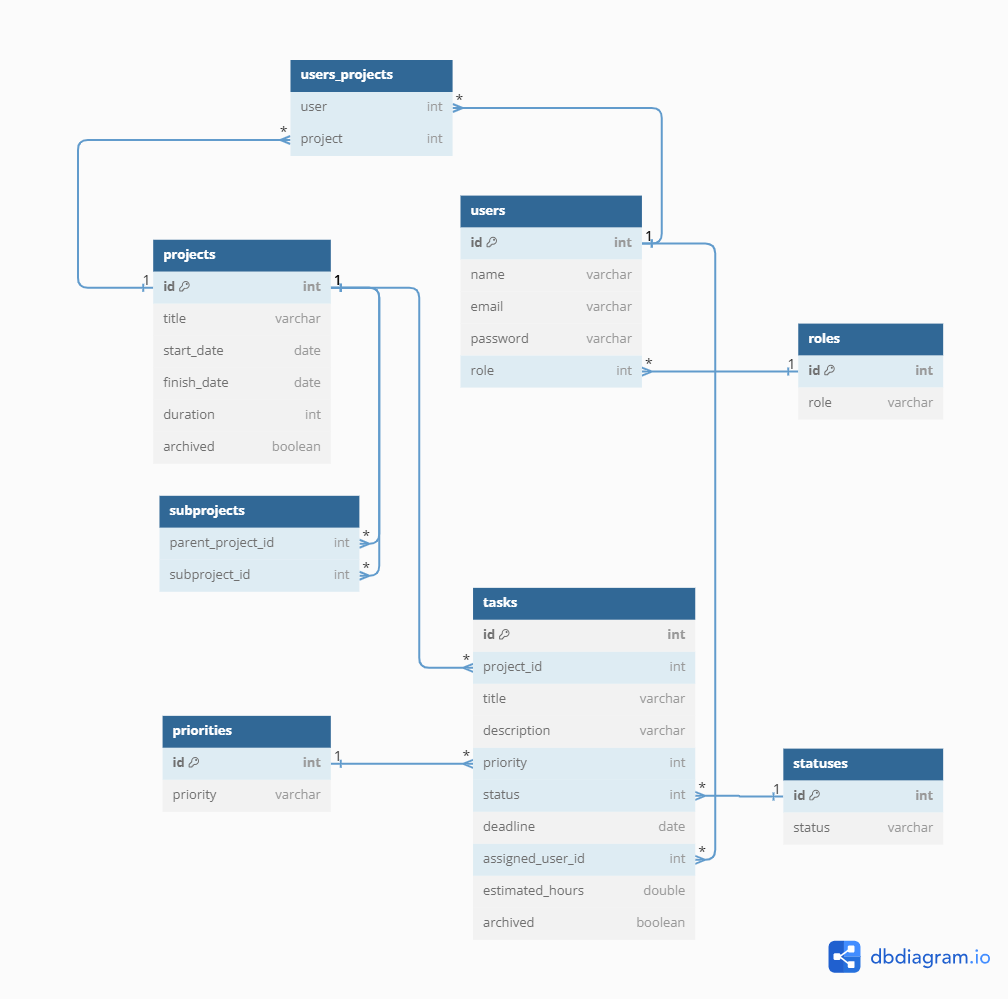 users_projects
user int
*
project int
*
users
id int
1
name varchar
email varchar
password varchar
role int
*
projects
1
id int
1
title varchar
start_date date
finish_date date
duration int
archived boolean
roles
1
id int
role varchar
subprojects
parent_project_id int
*
subproject_id int
*
tasks
id int
*
project_id int
title varchar
description varchar
*
priority int
status int
*
deadline date
assigned_user_id int
*
estimated_hours double
archived boolean
priorities
id int
1
priority varchar
statuses
1
id int
status varchar
dbdiagram.io